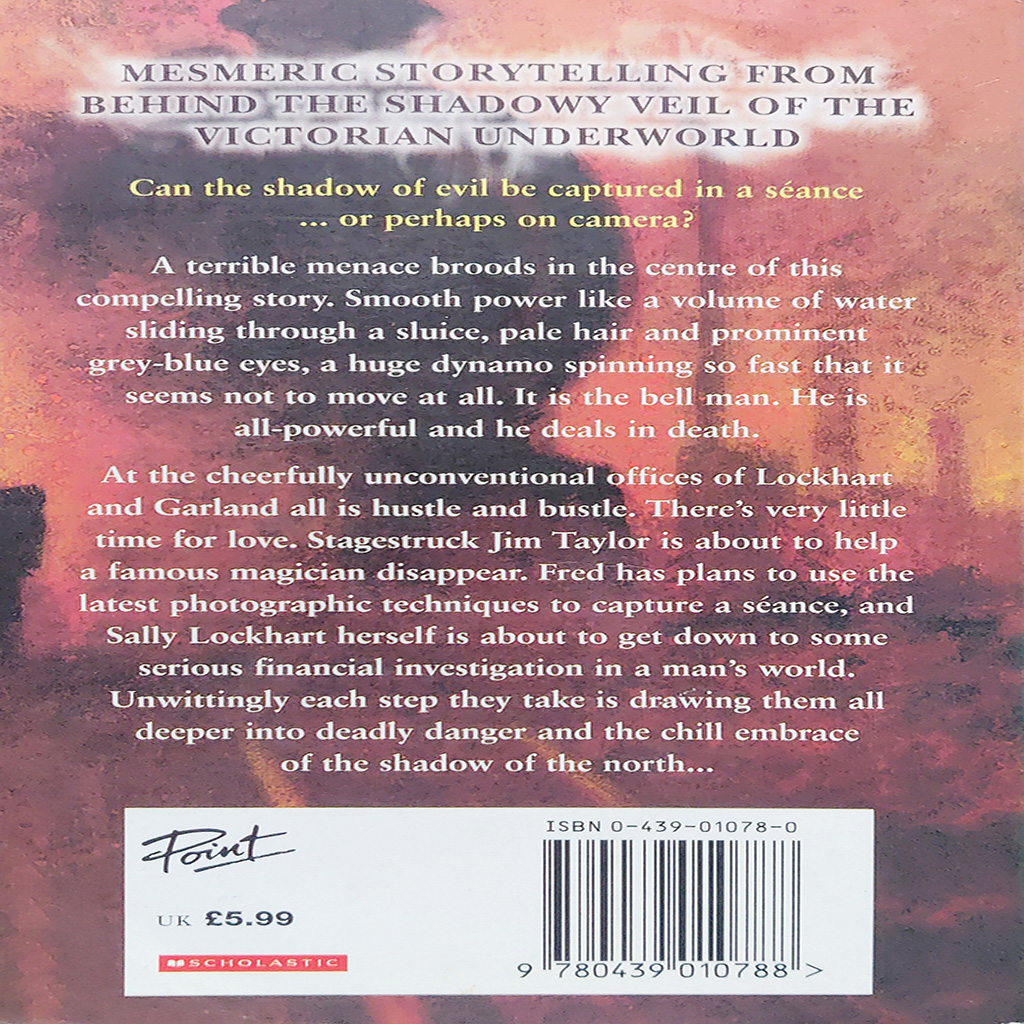 MESMERIC STORYTELLING FROM
BEHIND THE SHADOWY VEIL OF THE
VICTORIAN UNDERWORLD
Can the shadow of evil be captured in a séance
... or perhaps on camera?
A terrible menace broods in the centre of this
compelling story. Smooth power like a volume of water
sliding through a sluice, pale hair and prominent
grey-blue eyes, a huge dynamo spinning so fast that it
seems not to move at all. It is the bell man. He is
all-powerful and he deals in death.
At the cheerfully unconventional offices of Lockhart
and Garland all is hustle and bustle. There's very little
time for love. Stagestruck Jim Taylor is about to help
a famous magician disappear. Fred has plans to use the
latest photographic techniques to capture a séance, and
Sally Lockhart herself is about to get down to some
serious financial investigation in a man's world.
Unwittingly each step they take is drawing them all
deeper into deadly danger and the chill embrace
of the shadow of the north...
Point
UK £5.99
SCHOLASTIC
ISBN 0-439-01078-0
9 780439 010788 >